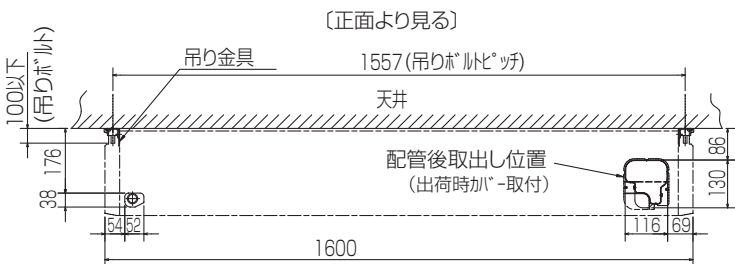 〔正面より見る〕
1557(吊りﾎﾞﾙﾄﾋﾟｯﾁ)
吊り金具
天井
100以下
(吊りﾎﾞﾙﾄ)
176
38
54
52
1600
配管後取出し位置
(出荷時ｶﾊﾞｰ取付)
86
130
116
69